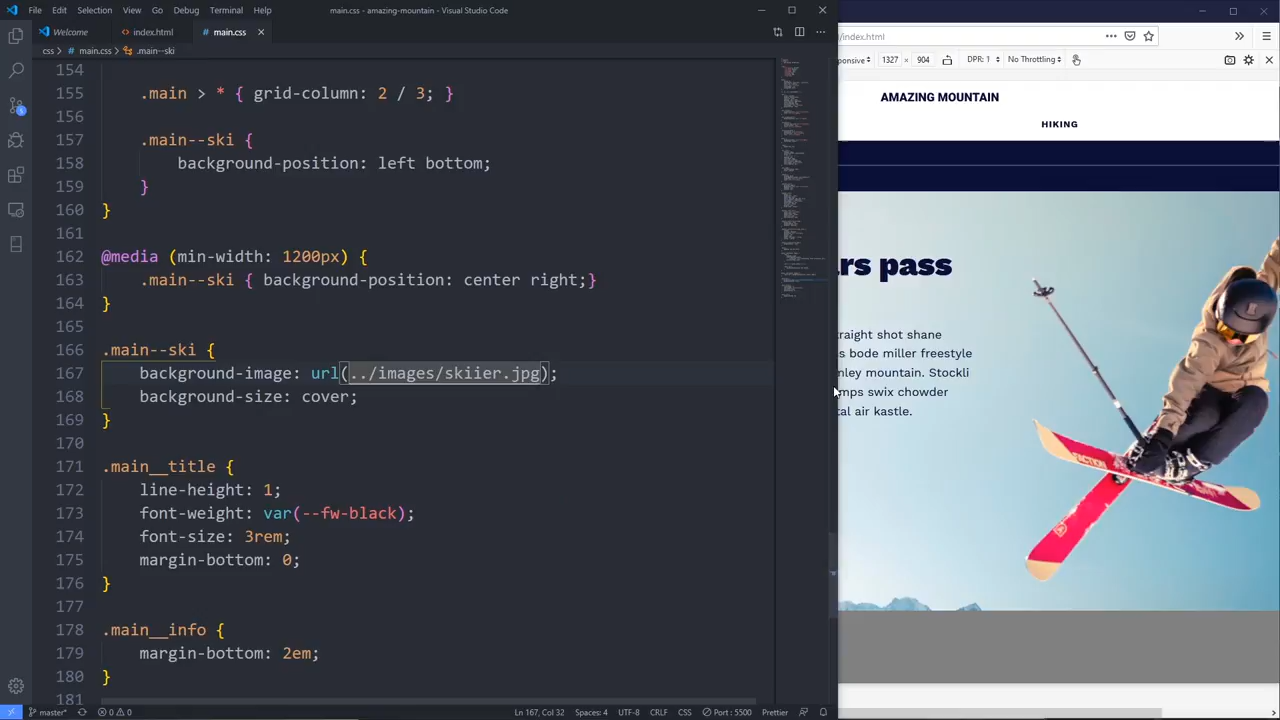 File Edit Selection View Go Debug Terminal Help
main.css - amazing-mountain - Visual Studio Code
Welcome
index.html
main.css
css > # main.css > .main--ski
154
155 .main > * { grid-column: 2 / 3; }
156
157 .main--ski {
158 background-position: left bottom;
159 }
160 }
161
162 @media (min-width: 1200px) {
163 .main--ski { background-position: center right;}
164 }
165
166 .main--ski {
167 background-image: url(../images/skiier.jpg);
168 background-size: cover;
169 }
170
171 .main__title {
172 line-height: 1;
173 font-weight: var(--fw-black);
174 font-size: 3rem;
175 margin-bottom: 0;
176 }
177
178 .main__info {
179 margin-bottom: 2em;
180 }
181
master*
0 0
Ln 167, Col 32 Spaces: 4 UTF-8 CRLF CSS Port : 5500 Prettier
/index.html
ponsive 1327 × 904 DPR: 1 No Throttling
AMAZING MOUNTAIN
HIKING
rs pass
raight shot shane
s bode miller freestyle
nley mountain. Stockli
mps swix chowder
tal air kastle.
FICTION